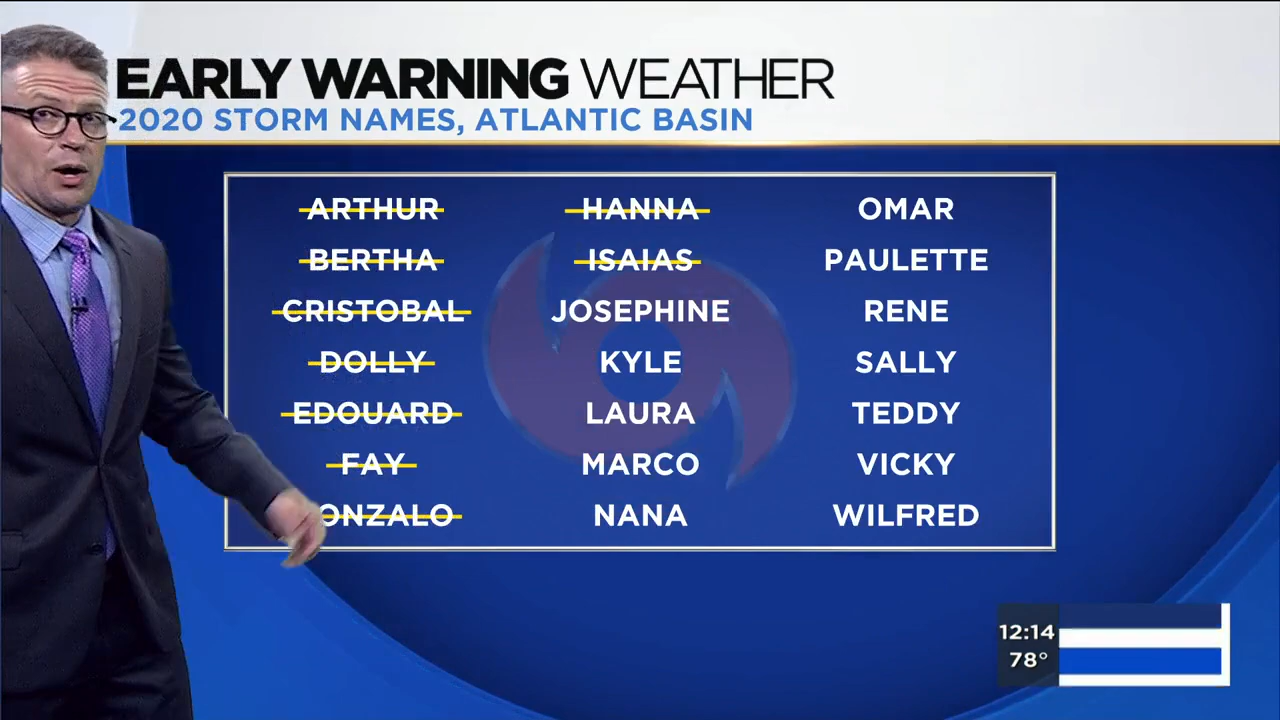 EARLY WARNING WEATHER
2020 STORM NAMES, ATLANTIC BASIN
ARTHUR HANNA OMAR
BERTHA ISAIAS PAULETTE
CRISTOBAL JOSEPHINE RENE
DOLLY KYLE SALLY
EDOUARD LAURA TEDDY
FAY MARCO VICKY
ONZALO NANA WILFRED
12:14
78°